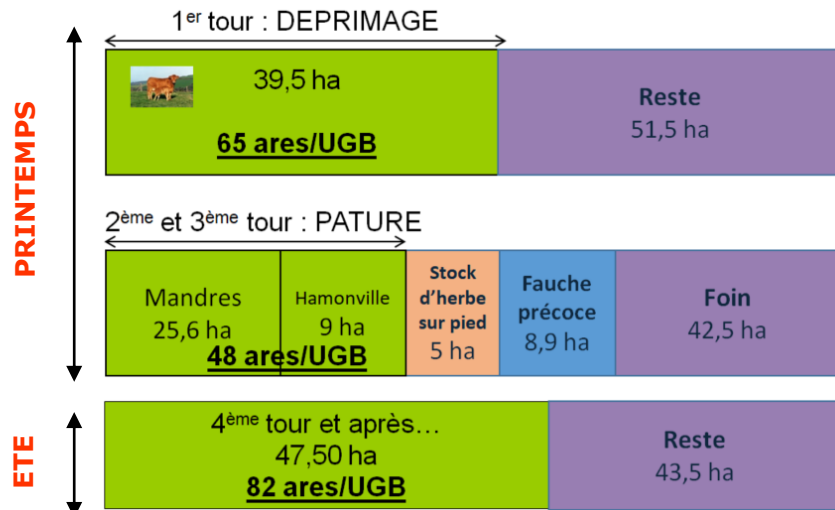 PRINTEMPS
1er tour : DEPRIMAGE
39,5 ha
65 ares/UGB
Reste
51,5 ha
2ème et 3ème tour : PATURE
Mandres
25,6 ha
Hamonville
9 ha
48 ares/UGB
Stock
d’herbe
sur pied
5 ha
Fauche
précoce
8,9 ha
Foin
42,5 ha
ETE
4ème tour et après…
47,50 ha
82 ares/UGB
Reste
43,5 ha